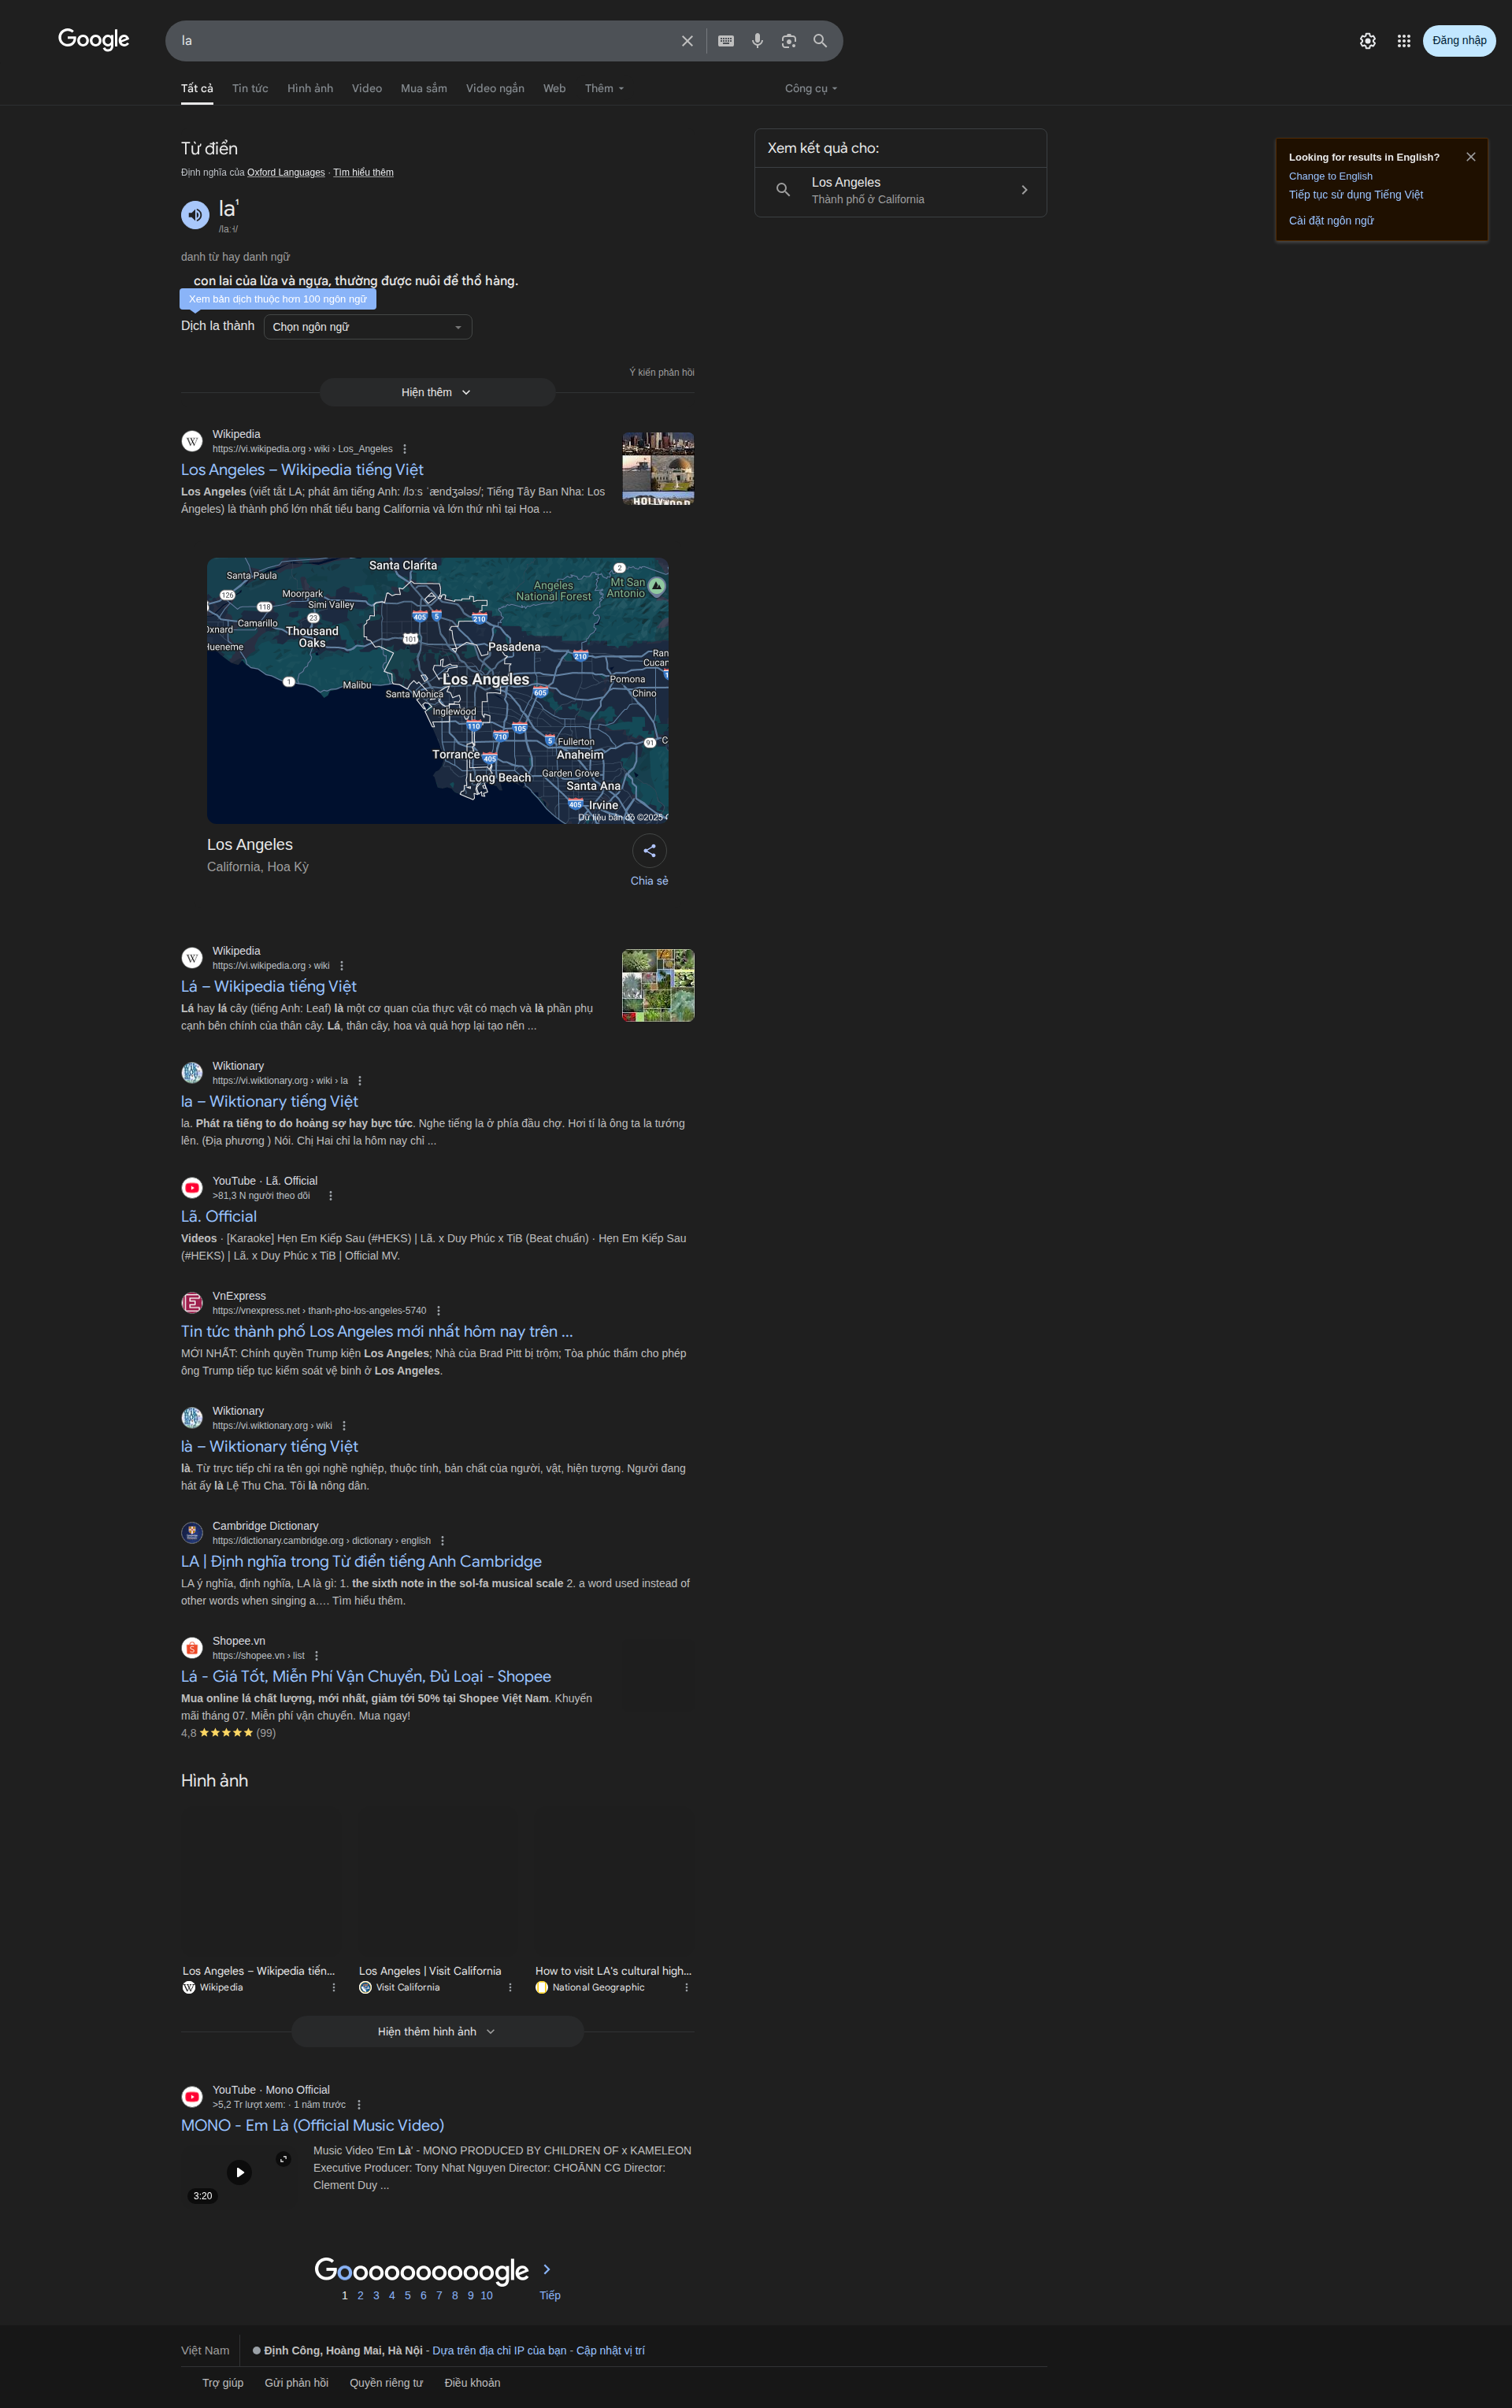 Google
la
Đăng nhập
Tất cả Tin tức Hình ảnh Video Mua sắm Video ngắn Web Thêm Công cụ
Từ điển
Định nghĩa của Oxford Languages · Tìm hiểu thêm
la¹
/laː˧/
danh từ hay danh ngữ
con lai của lừa và ngựa, thường được nuôi để thồ hàng.
Xem bản dịch thuộc hơn 100 ngôn ngữ
Dịch la thành Chọn ngôn ngữ
Ý kiến phản hồi
Hiện thêm
Xem kết quả cho:
Los Angeles
Thành phố ở California
Looking for results in English?
Change to English
Tiếp tục sử dụng Tiếng Việt
Cài đặt ngôn ngữ
Wikipedia
https://vi.wikipedia.org › wiki › Los_Angeles
Los Angeles – Wikipedia tiếng Việt
Los Angeles (viết tắt LA; phát âm tiếng Anh: /lɔːs ˈændʒələs/; Tiếng Tây Ban Nha: Los
Ángeles) là thành phố lớn nhất tiểu bang California và lớn thứ nhì tại Hoa ...
HOLLYWOOD
Santa Clarita
2
Santa Paula
Angeles
National Forest
Mt San
Antonio
126
Moorpark
118
Simi Valley
405
5
210
23
Oxnard
Camarillo
Thousand
Oaks
101
Hueneme
Pasadena
210
Ran
Cucar
1
Malibu
Los Angeles
Santa Monica
605
Pomona
Chino
Inglewood
110
105
710
5
Fullerton
91
Torrance
405
Anaheim
Long Beach
Garden Grove
Santa Ana
405
Irvine
Dữ liệu bản đồ ©2025
Los Angeles
California, Hoa Kỳ
Chia sẻ
Wikipedia
https://vi.wikipedia.org › wiki
Lá – Wikipedia tiếng Việt
Lá hay lá cây (tiếng Anh: Leaf) là một cơ quan của thực vật có mạch và là phần phụ
cạnh bên chính của thân cây. Lá, thân cây, hoa và quả hợp lại tạo nên ...
Wiktionary
https://vi.wiktionary.org › wiki › la
la – Wiktionary tiếng Việt
la. Phát ra tiếng to do hoảng sợ hay bực tức. Nghe tiếng la ở phía đầu chợ. Hơi tí là ông ta la tướng
lên. (Địa phương ) Nói. Chị Hai chỉ la hôm nay chỉ ...
YouTube · Lã. Official
>81,3 N người theo dõi
Lã. Official
Videos · [Karaoke] Hẹn Em Kiếp Sau (#HEKS) | Lã. x Duy Phúc x TiB (Beat chuẩn) · Hẹn Em Kiếp Sau
(#HEKS) | Lã. x Duy Phúc x TiB | Official MV.
VnExpress
https://vnexpress.net › thanh-pho-los-angeles-5740
Tin tức thành phố Los Angeles mới nhất hôm nay trên ...
MỚI NHẤT: Chính quyền Trump kiện Los Angeles; Nhà của Brad Pitt bị trộm; Tòa phúc thẩm cho phép
ông Trump tiếp tục kiểm soát vệ binh ở Los Angeles.
Wiktionary
https://vi.wiktionary.org › wiki
là – Wiktionary tiếng Việt
là. Từ trực tiếp chỉ ra tên gọi nghề nghiệp, thuộc tính, bản chất của người, vật, hiện tượng. Người đang
hát ấy là Lệ Thu Cha. Tôi là nông dân.
Cambridge Dictionary
https://dictionary.cambridge.org › dictionary › english
LA | Định nghĩa trong Từ điển tiếng Anh Cambridge
LA ý nghĩa, định nghĩa, LA là gì: 1. the sixth note in the sol-fa musical scale 2. a word used instead of
other words when singing a…. Tìm hiểu thêm.
Shopee.vn
https://shopee.vn › list
Lá - Giá Tốt, Miễn Phí Vận Chuyển, Đủ Loại - Shopee
Mua online lá chất lượng, mới nhất, giảm tới 50% tại Shopee Việt Nam. Khuyến
mãi tháng 07. Miễn phí vận chuyển. Mua ngay!
4,8 ★★★★★ (99)
Hình ảnh
Los Angeles – Wikipedia tiến...
Wikipedia
Los Angeles | Visit California
Visit California
How to visit LA's cultural high...
National Geographic
Hiện thêm hình ảnh
YouTube · Mono Official
>5,2 Tr lượt xem: · 1 năm trước
MONO - Em Là (Official Music Video)
Music Video 'Em Là' - MONO PRODUCED BY CHILDREN OF x KAMELEON
Executive Producer: Tony Nhat Nguyen Director: CHOĂNN CG Director:
Clement Duy ...
3:20
Goooooooooogle
1 2 3 4 5 6 7 8 9 10 Tiếp
Việt Nam
Định Công, Hoàng Mai, Hà Nội - Dựa trên địa chỉ IP của bạn - Cập nhật vị trí
Trợ giúp Gửi phản hồi Quyền riêng tư Điều khoản